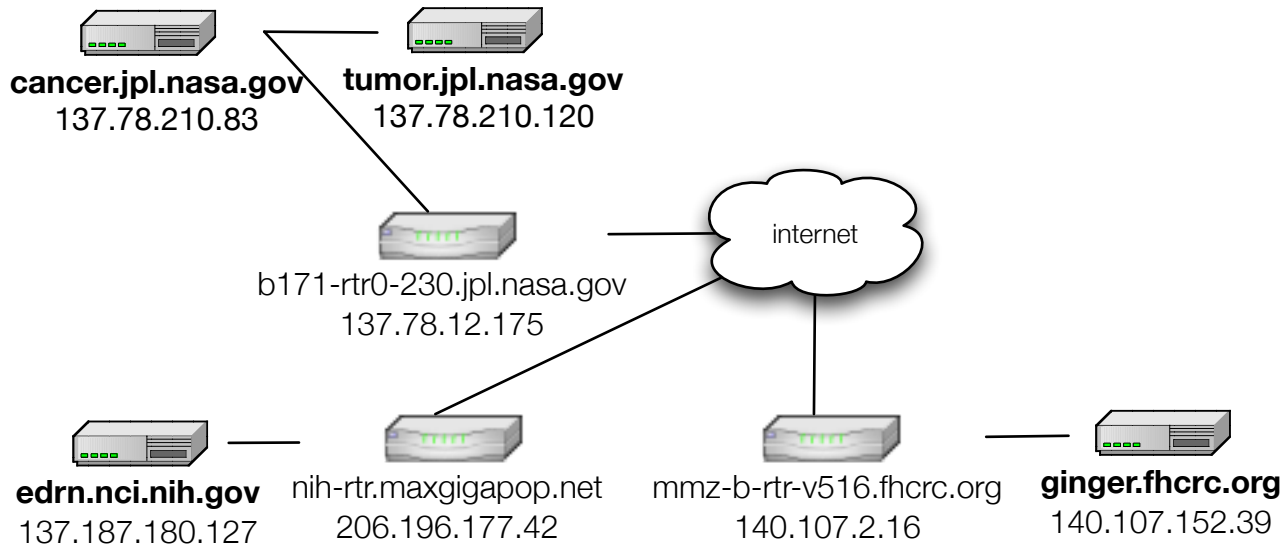 cancer.jpl.nasa.gov
137.78.210.83
tumor.jpl.nasa.gov
137.78.210.120
internet
b171-rtr0-230.jpl.nasa.gov
137.78.12.175
edrn.nci.nih.gov
137.187.180.127
nih-rtr.maxgigapop.net
206.196.177.42
mmz-b-rtr-v516.fhcrc.org
140.107.2.16
ginger.fhcrc.org
140.107.152.39